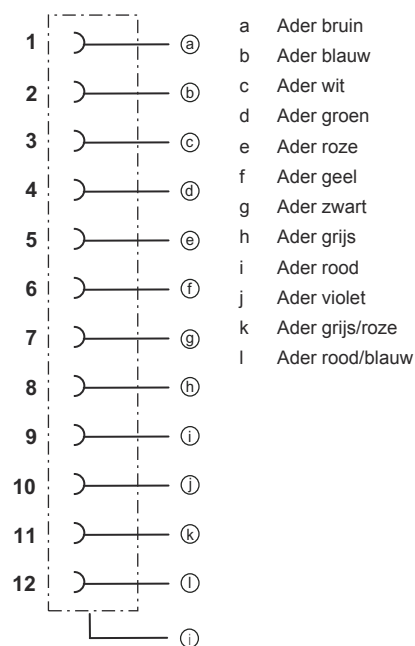 1 a
2 b
3 c
4 d
5 e
6 f
7 g
8 h
9 i
10 j
11 k
12 l
i
a Ader bruin
b Ader blauw
c Ader wit
d Ader groen
e Ader roze
f Ader geel
g Ader zwart
h Ader grijs
i Ader rood
j Ader violet
k Ader grijs/roze
l Ader rood/blauw